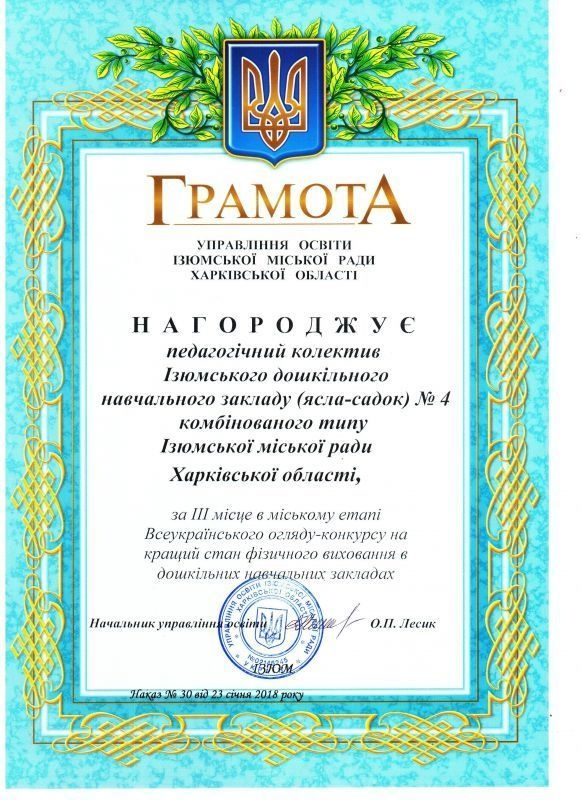 ГРАМОТА
УПРАВЛІННЯ ОСВІТИ
ІЗЮМСЬКОЇ МІСЬКОЇ РАДИ
ХАРКІВСЬКОЇ ОБЛАСТІ
НАГОРОДЖУЄ
педагогічний колектив
Ізюмського дошкільного
навчального закладу (ясла-садок) № 4
комбінованого типу
Ізюмської міської ради
Харківської області,
за ІІІ місце в міському етапі
Всеукраїнського огляду-конкурсу на
кращий стан фізичного виховання в
дошкільних навчальних закладах
Начальник управління освіти О.П. Лесик
ІЗЮМ
Наказ № 30 від 23 січня 2018 року